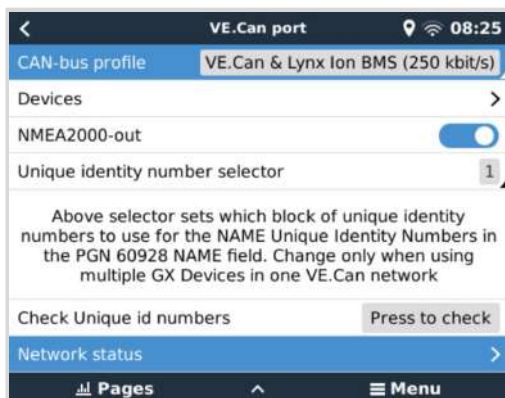 VE.Can port 08:25
CAN-bus profile VE.Can & Lynx Ion BMS (250 kbit/s)
Devices
NMEA2000-out
Unique identity number selector 1
Above selector sets which block of unique identity
numbers to use for the NAME Unique Identity Numbers in
the PGN 60928 NAME field. Change only when using
multiple GX Devices in one VE.Can network
Check Unique id numbers Press to check
Network status
Pages Menu